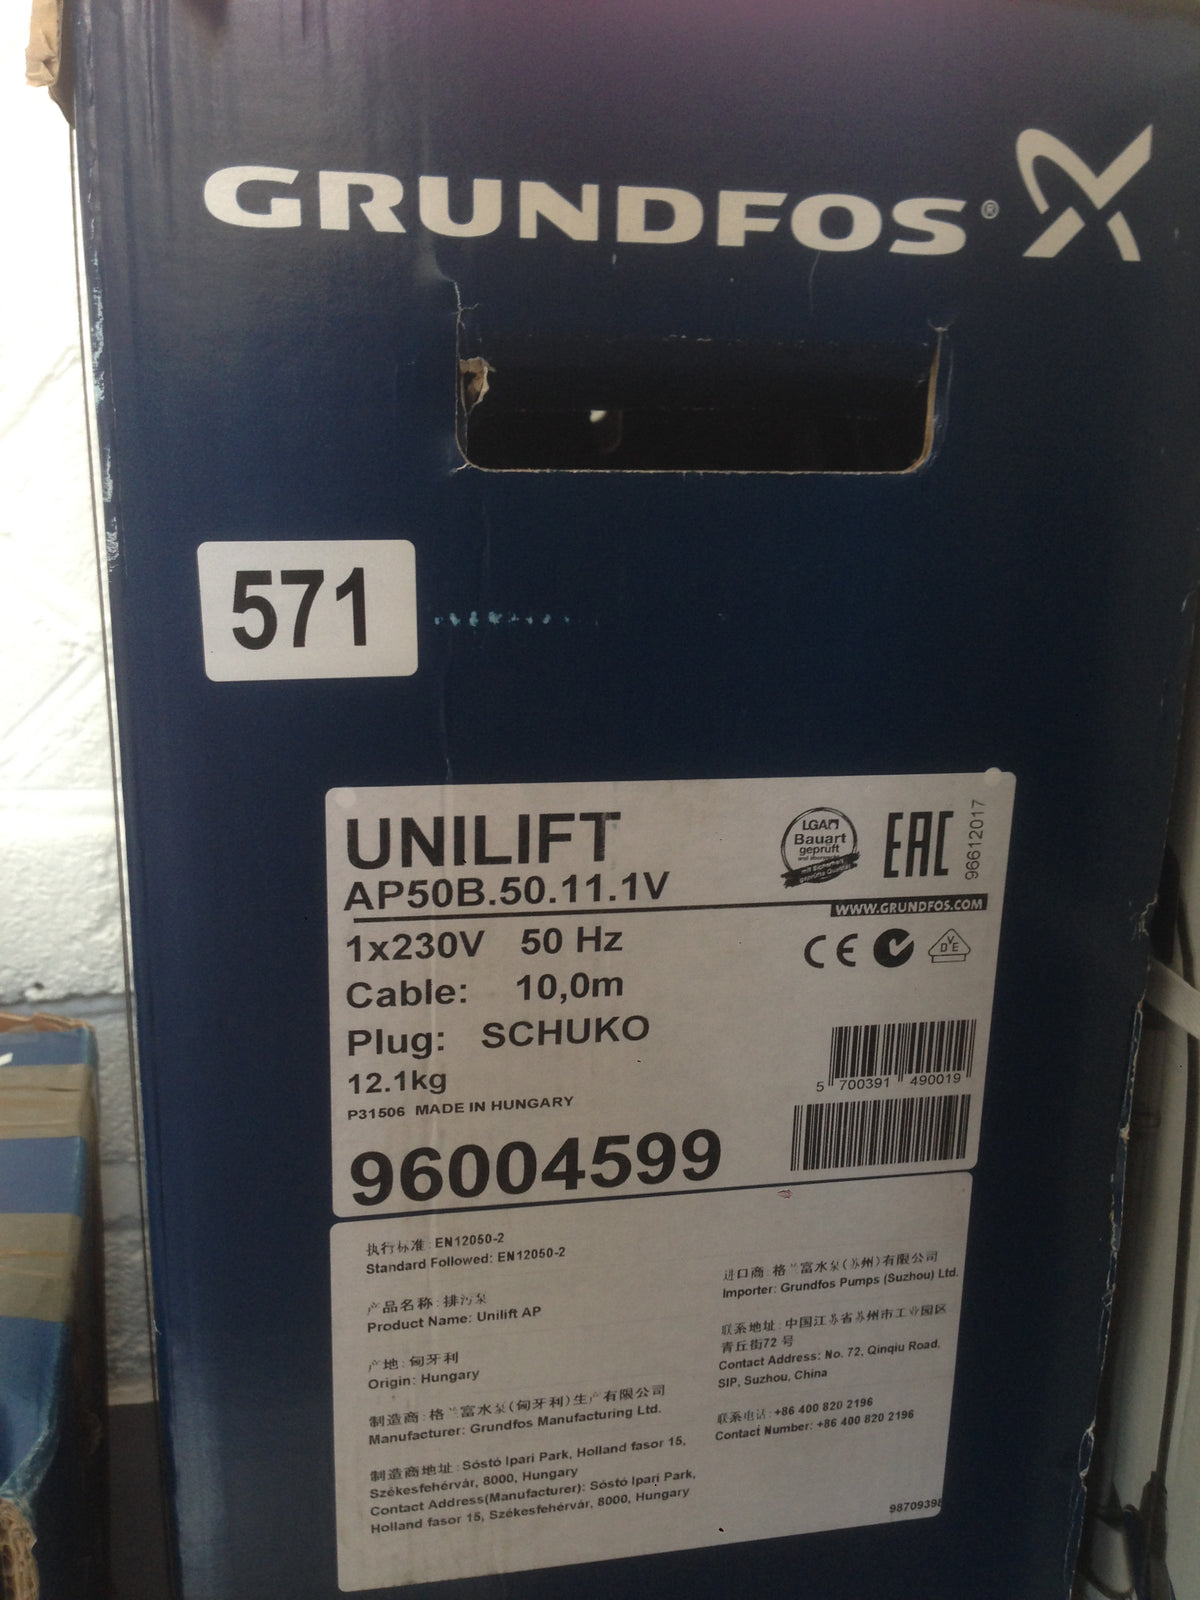 GRUNDFOS®
571
UNILIFT
AP50B.50.11.1V
LGA
Bauart
geprüft
EAC
96612017
WWW.GRUNDFOS.COM
1x230V 50 Hz
CE
VDE
Cable: 10,0m
Plug: SCHUKO
12.1kg
P31506 MADE IN HUNGARY
5 700391 490019
96004599
执行标准: EN12050-2
Standard Followed: EN12050-2
产品名称: 排污泵
Product Name: Unilift AP
产地: 匈牙利
Origin: Hungary
制造商: 格兰富水泵(匈牙利)生产有限公司
Manufacturer: Grundfos Manufacturing Ltd.
制造商地址: Sóstó Ipari Park, Holland fasor 15,
Székesfehérvár, 8000, Hungary
Contact Address(Manufacturer): Sóstó Ipari Park,
Holland fasor 15, Székesfehérvár, 8000, Hungary
进口商: 格兰富水泵(苏州)有限公司
Importer: Grundfos Pumps (Suzhou) Ltd.
联系地址: 中国江苏省苏州市工业园区
青丘街72 号
Contact Address: No. 72, Qinqiu Road,
SIP, Suzhou, China
联系电话: +86 400 820 2196
Contact Number: +86 400 820 2196
98709398